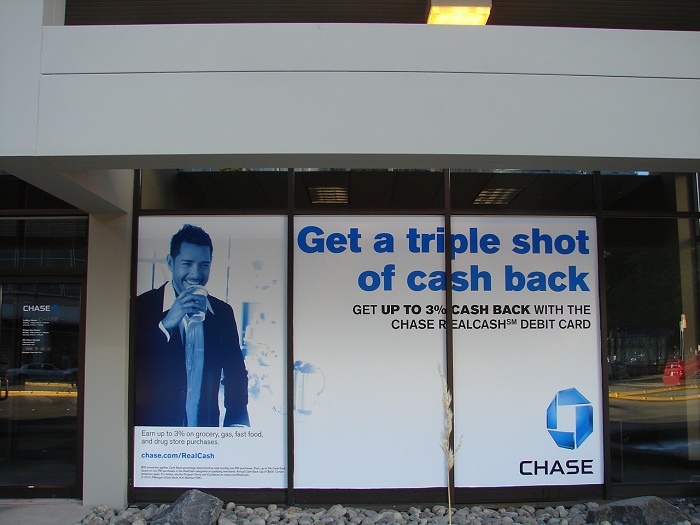 Get a triple shot
of cash back
GET UP TO 3% CASH BACK WITH THE
CHASE REALCASH℠ DEBIT CARD
CHASE
Earn up to 3% on grocery, gas, fast food,
and drug store purchases.
chase.com/RealCash
CHASE